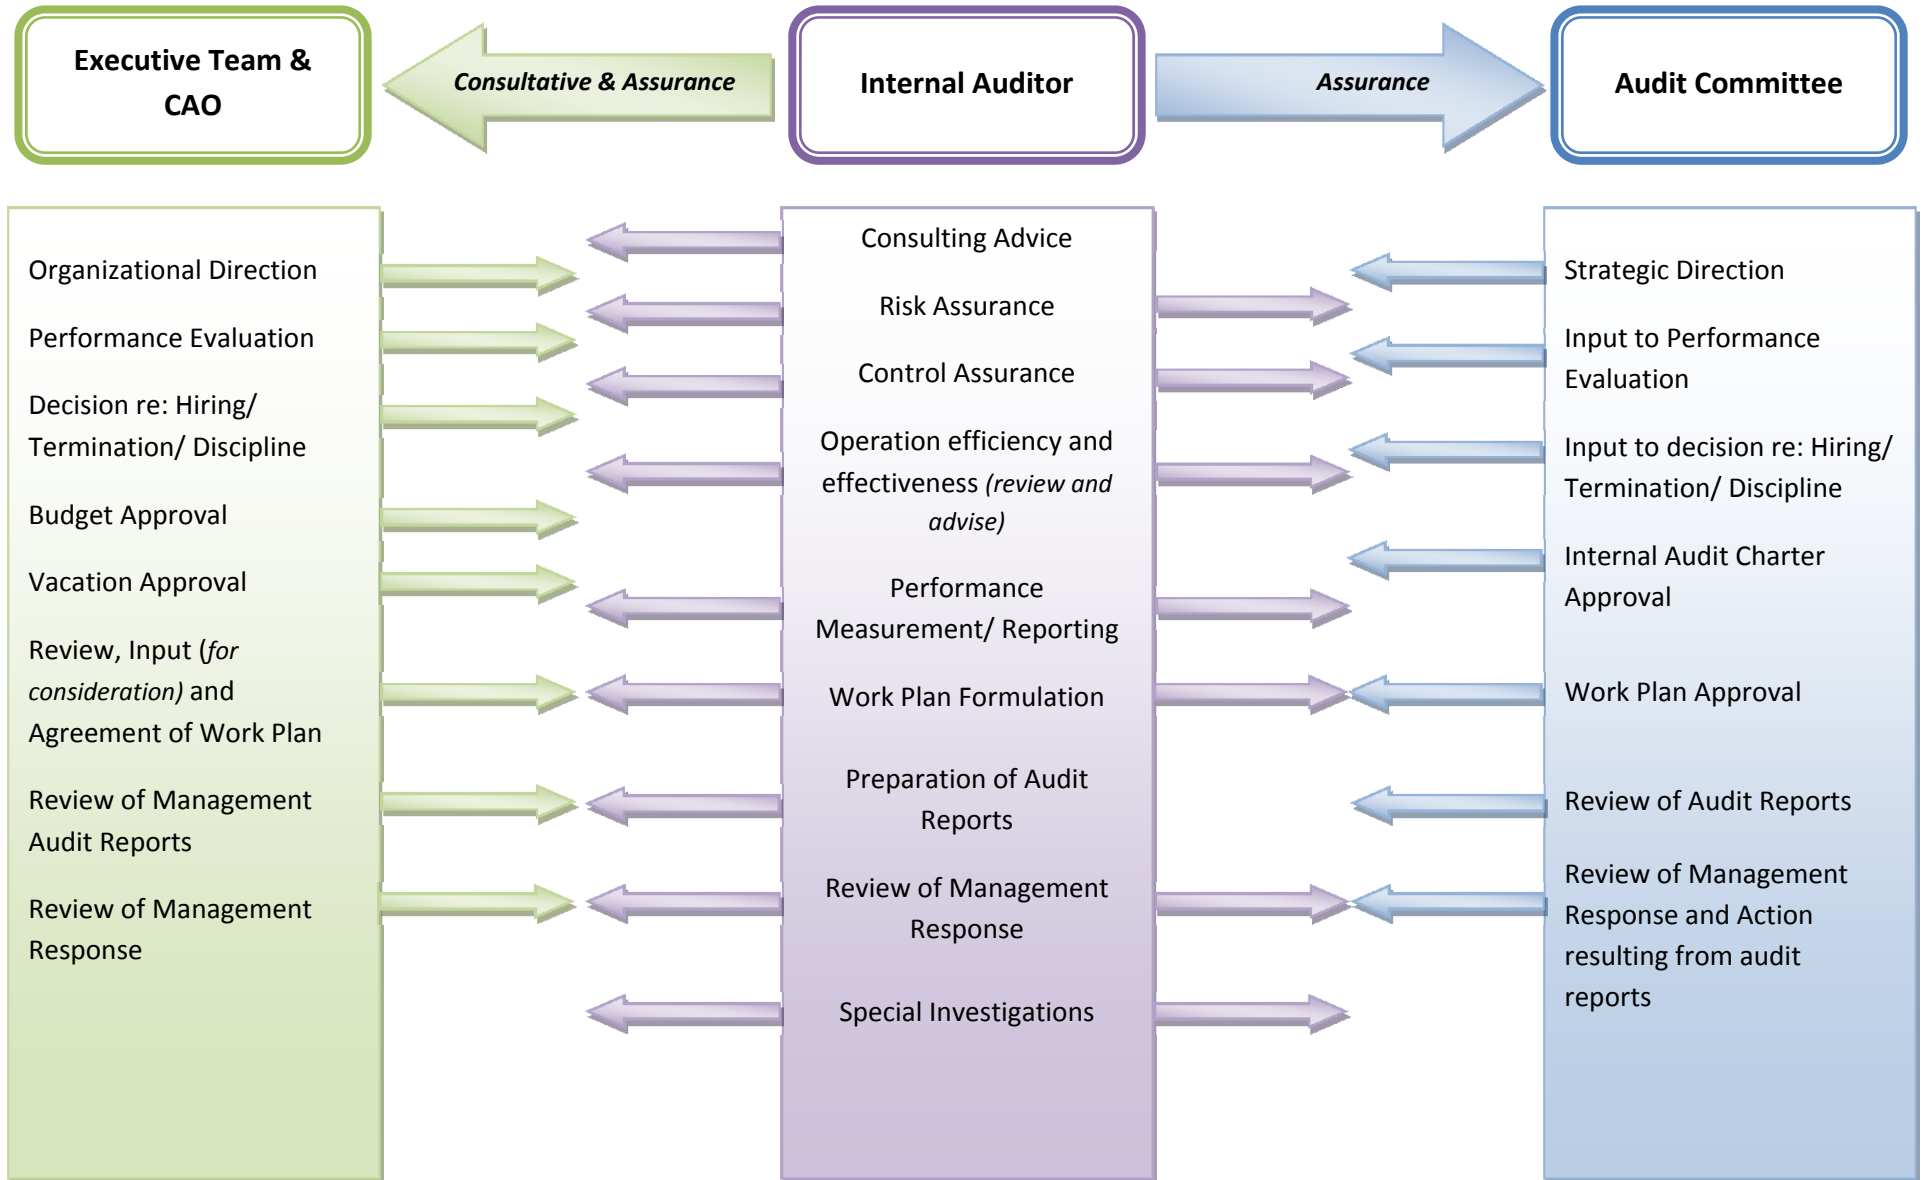 Executive Team &
CAO
Consultative & Assurance
Internal Auditor
Assurance
Audit Committee
Organizational Direction
Performance Evaluation
Decision re: Hiring/
Termination/ Discipline
Budget Approval
Vacation Approval
Review, Input (for
consideration) and
Agreement of Work Plan
Review of Management
Audit Reports
Review of Management
Response
Consulting Advice
Risk Assurance
Control Assurance
Operation efficiency and
effectiveness (review and
advise)
Performance
Measurement/ Reporting
Work Plan Formulation
Preparation of Audit
Reports
Review of Management
Response
Special Investigations
Strategic Direction
Input to Performance
Evaluation
Input to decision re: Hiring/
Termination/ Discipline
Internal Audit Charter
Approval
Work Plan Approval
Review of Audit Reports
Review of Management
Response and Action
resulting from audit
reports